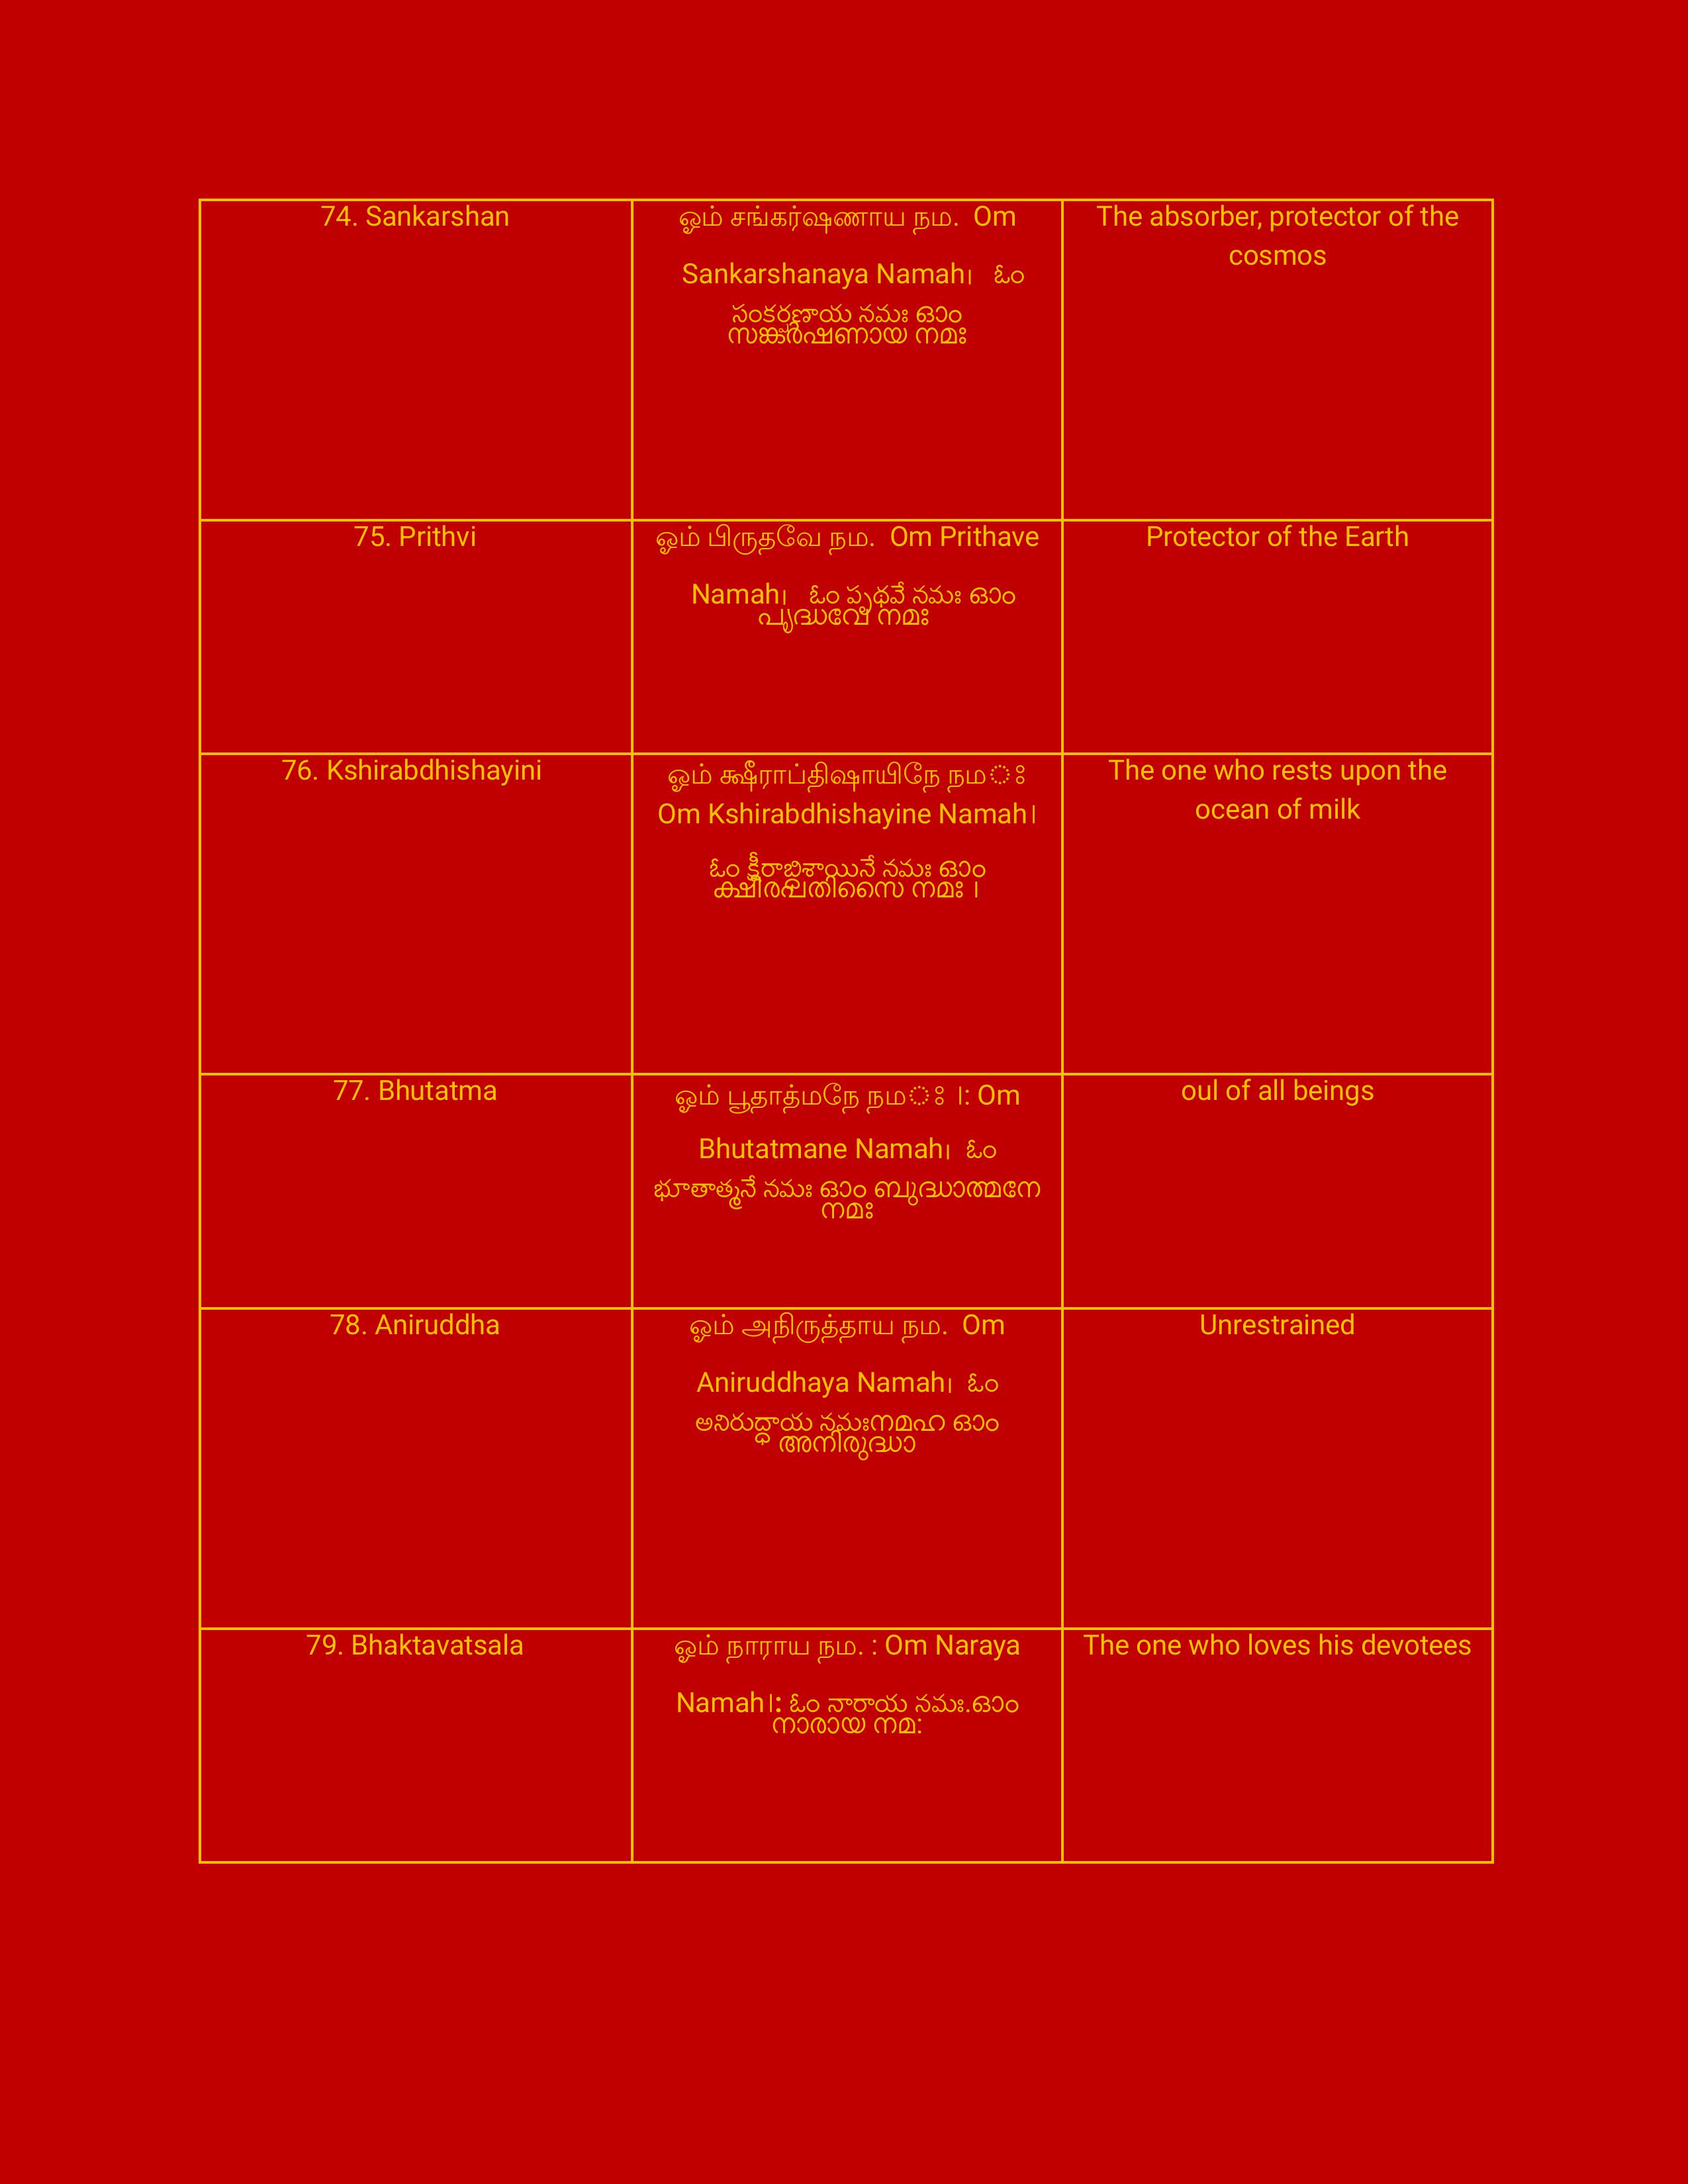 74. Sankarshan
ஓம் சங்கர்ஷணாய நம.  Om
Sankarshanaya Namah।   ఓం
సంకర్షణాయ నమః ഓം
സങ്കർഷണായ നമഃ
The absorber, protector of the
cosmos
75. Prithvi
ஓம் பிருதவே நம.  Om Prithave
Namah।   ఓం పృథవే నమః ഓം
പൃദ്ധവേ നമഃ
Protector of the Earth
76. Kshirabdhishayini
ஓம் க்ஷீராப்திஷாயிநே நமઃ
Om Kshirabdhishayine Namah।
ఓం క్షీరాబ్ధిశాయినే నమః ഓം
ക്ഷീരപതിസൈ നമഃ ।
The one who rests upon the
ocean of milk
77. Bhutatma
ஓம் பூதாத்மநே நமઃ ।: Om
Bhutatmane Namah।  ఓం
భూతాత్మనే నమః ഓം ബുദ്ധാത്മനേ
നമഃ
oul of all beings
78. Aniruddha
ஓம் அநிருத்தாய நம.  Om
Aniruddhaya Namah।  ఓం
అనిరుద్ధాయ నమఃനമഹ ഓം
അനിരുദ്ധാ
Unrestrained
79. Bhaktavatsala
ஓம் நாராய நம. : Om Naraya
Namah।: ఓం నారాయ నమః.ഓം
നാരായ നമ:
The one who loves his devotees